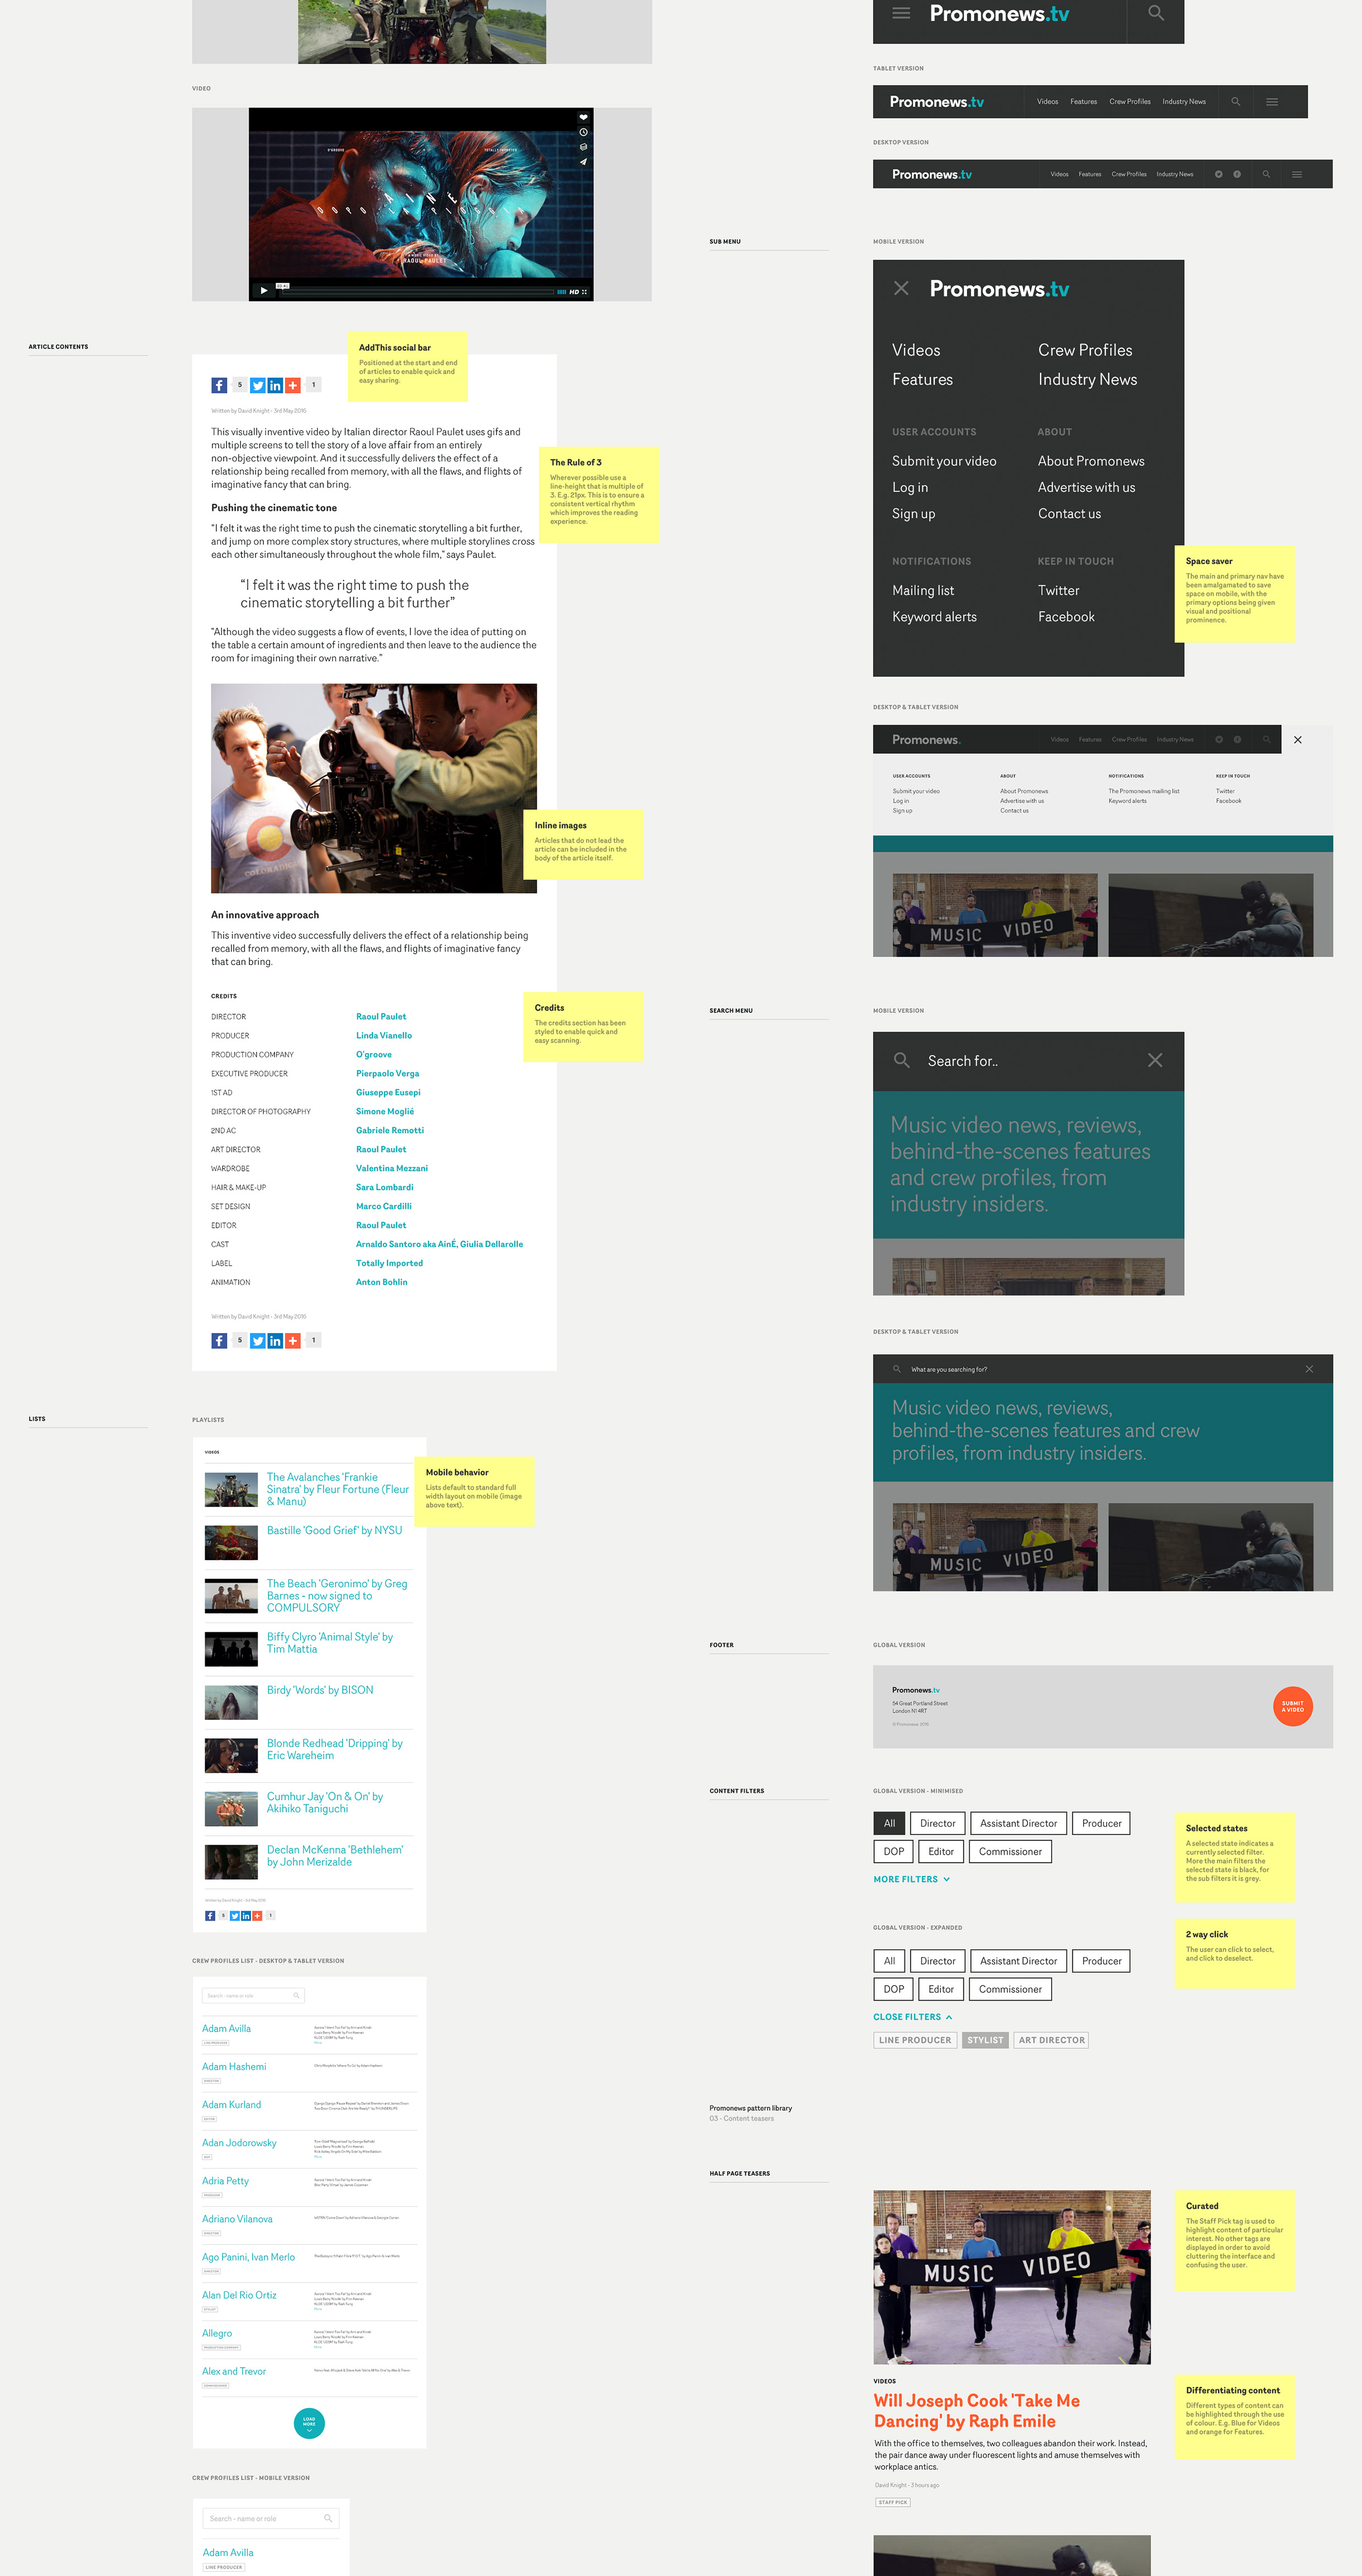 VIDEO
D'GROOVE
TOTALLY IMPORTED
A MUSIC VIDEO BY
RAOUL PAULET
HD
ARTICLE CONTENTS
AddThis social bar
Positioned at the start and end
of articles to enable quick and
easy sharing.
5
1
Written by David Knight - 3rd May 2016
This visually inventive video by Italian director Raoul Paulet uses gifs and
multiple screens to tell the story of a love affair from an entirely
non-objective viewpoint. And it successfully delivers the effect of a
relationship being recalled from memory, with all the flaws, and flights of
imaginative fancy that can bring.
The Rule of 3
Wherever possible use a
line-height that is multiple of
3. E.g. 21px. This is to ensure a
consistent vertical rhythm
which improves the reading
experience.
Pushing the cinematic tone
"I felt it was the right time to push the cinematic storytelling a bit further,
and jump on more complex story structures, where multiple storylines cross
each other simultaneously throughout the whole film," says Paulet.
“I felt it was the right time to push the
cinematic storytelling a bit further”
"Although the video suggests a flow of events, I love the idea of putting on
the table a certain amount of ingredients and then leave to the audience the
room for imagining their own narrative."
COLORADO
Inline images
Articles that do not lead the
article can be included in the
body of the article itself.
An innovative approach
This inventive video successfully delivers the effect of a relationship being
recalled from memory, with all the flaws, and flights of imaginative fancy
that can bring.
Credits
The credits section has been
styled to enable quick and
easy scanning.
CREDITS
DIRECTOR Raoul Paulet
PRODUCER Linda Vianello
PRODUCTION COMPANY O'groove
EXECUTIVE PRODUCER Pierpaolo Verga
1ST AD Giuseppe Eusepi
DIRECTOR OF PHOTOGRAPHY Simone Moglié
2ND AC Gabriele Remotti
ART DIRECTOR Raoul Paulet
WARDROBE Valentina Mezzani
HAIR & MAKE-UP Sara Lombardi
SET DESIGN Marco Cardilli
EDITOR Raoul Paulet
CAST Arnaldo Santoro aka AinÉ, Giulia Dellarolle
LABEL Totally Imported
ANIMATION Anton Bohlin
Written by David Knight - 3rd May 2016
5
1
LISTS
PLAYLISTS
VIDEOS
Mobile behavior
Lists default to standard full
width layout on mobile (image
above text).
The Avalanches 'Frankie
Sinatra' by Fleur Fortune (Fleur
& Manu)
Bastille 'Good Grief' by NYSU
The Beach 'Geronimo' by Greg
Barnes - now signed to
COMPULSORY
Biffy Clyro 'Animal Style' by
Tim Mattia
Birdy 'Words' by BISON
Blonde Redhead 'Dripping' by
Eric Wareheim
Cumhur Jay 'On & On' by
Akihiko Taniguchi
Declan McKenna 'Bethlehem'
by John Merizalde
Written by David Knight - 3rd May 2016
5
1
CREW PROFILES LIST - DESKTOP & TABLET VERSION
Search - name or role
Adam Avilla
LINE PRODUCER
Adam Hashemi
DIRECTOR
Adam Kurland
EDITOR
Adan Jodorowsky
DOP
Adria Petty
PRODUCER
Adriano Vilanova
DIRECTOR
Ago Panini, Ivan Merlo
DIRECTOR
Alan Del Rio Ortiz
STYLIST
Allegro
PRODUCTION COMPANY
Alex and Trevor
COMMISSIONER
LOAD
MORE
CREW PROFILES LIST - MOBILE VERSION
Search - name or role
Adam Avilla
LINE PRODUCER
Promonews.tv
TABLET VERSION
Promonews.tv Videos Features Crew Profiles Industry News
DESKTOP VERSION
Promonews.tv Videos Features Crew Profiles Industry News
SUB MENU
MOBILE VERSION
Promonews.tv
Videos Crew Profiles
Features Industry News
USER ACCOUNTS ABOUT
Submit your video About Promonews
Log in Advertise with us
Sign up Contact us
NOTIFICATIONS KEEP IN TOUCH
Mailing list Twitter
Keyword alerts Facebook
Space saver
The main and primary nav have
been amalgamated to save
space on mobile, with the
primary options being given
visual and positional
prominence.
DESKTOP & TABLET VERSION
Promonews. Videos Features Crew Profiles Industry News
USER ACCOUNTS ABOUT NOTIFICATIONS KEEP IN TOUCH
Submit your video About Promonews The Promonews mailing list Twitter
Log in Advertise with us Keyword alerts Facebook
Sign up Contact us
MUSIC VIDEO
SEARCH MENU
MOBILE VERSION
Search for..
Music video news, reviews,
behind-the-scenes features
and crew profiles, from
industry insiders.
DESKTOP & TABLET VERSION
What are you searching for?
Music video news, reviews,
behind-the-scenes features and crew
profiles, from industry insiders.
MUSIC VIDEO
FOOTER
GLOBAL VERSION
Promonews.tv
54 Great Portland Street
London N1 4RT
© Promonews 2016
SUBMIT
A VIDEO
CONTENT FILTERS
GLOBAL VERSION - MINIMISED
All Director Assistant Director Producer
DOP Editor Commissioner
MORE FILTERS
Selected states
A selected state indicates a
currently selected filter.
More the main filters the
selected state is black, for
the sub filters it is grey.
GLOBAL VERSION - EXPANDED
All Director Assistant Director Producer
DOP Editor Commissioner
CLOSE FILTERS
LINE PRODUCER STYLIST ART DIRECTOR
2 way click
The user can click to select,
and click to deselect.
Promonews pattern library
03 - Content teasers
HALF PAGE TEASERS
MUSIC VIDEO
Curated
The Staff Pick tag is used to
highlight content of particular
interest. No other tags are
displayed in order to avoid
cluttering the interface and
confusing the user.
VIDEOS
Will Joseph Cook 'Take Me
Dancing' by Raph Emile
With the office to themselves, two colleagues abandon their work. Instead,
the pair dance away under fluorescent lights and amuse themselves with
workplace antics.
David Knight - 3 hours ago
STAFF PICK
Differentiating content
Different types of content can
be highlighted through the use
of colour. E.g. Blue for Videos
and orange for Features.